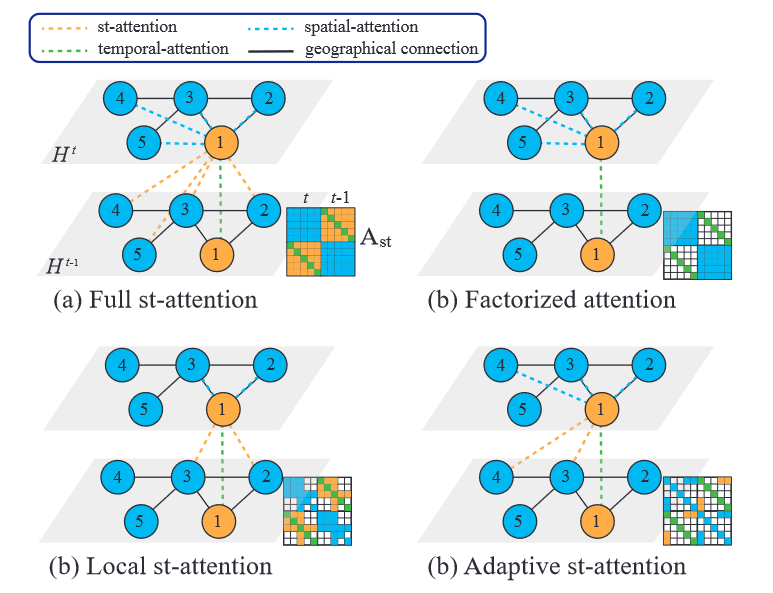 st-attention spatial-attention
temporal-attention geographical connection
4 3 2
5 1
H^t
4 3 2
5 1
H^{t-1}
t t-1
A_st
(a) Full st-attention
4 3 2
5 1
4 3 2
5 1
(b) Factorized attention
4 3 2
5 1
4 3 2
5 1
(b) Local st-attention
4 3 2
5 1
4 3 2
5 1
(b) Adaptive st-attention